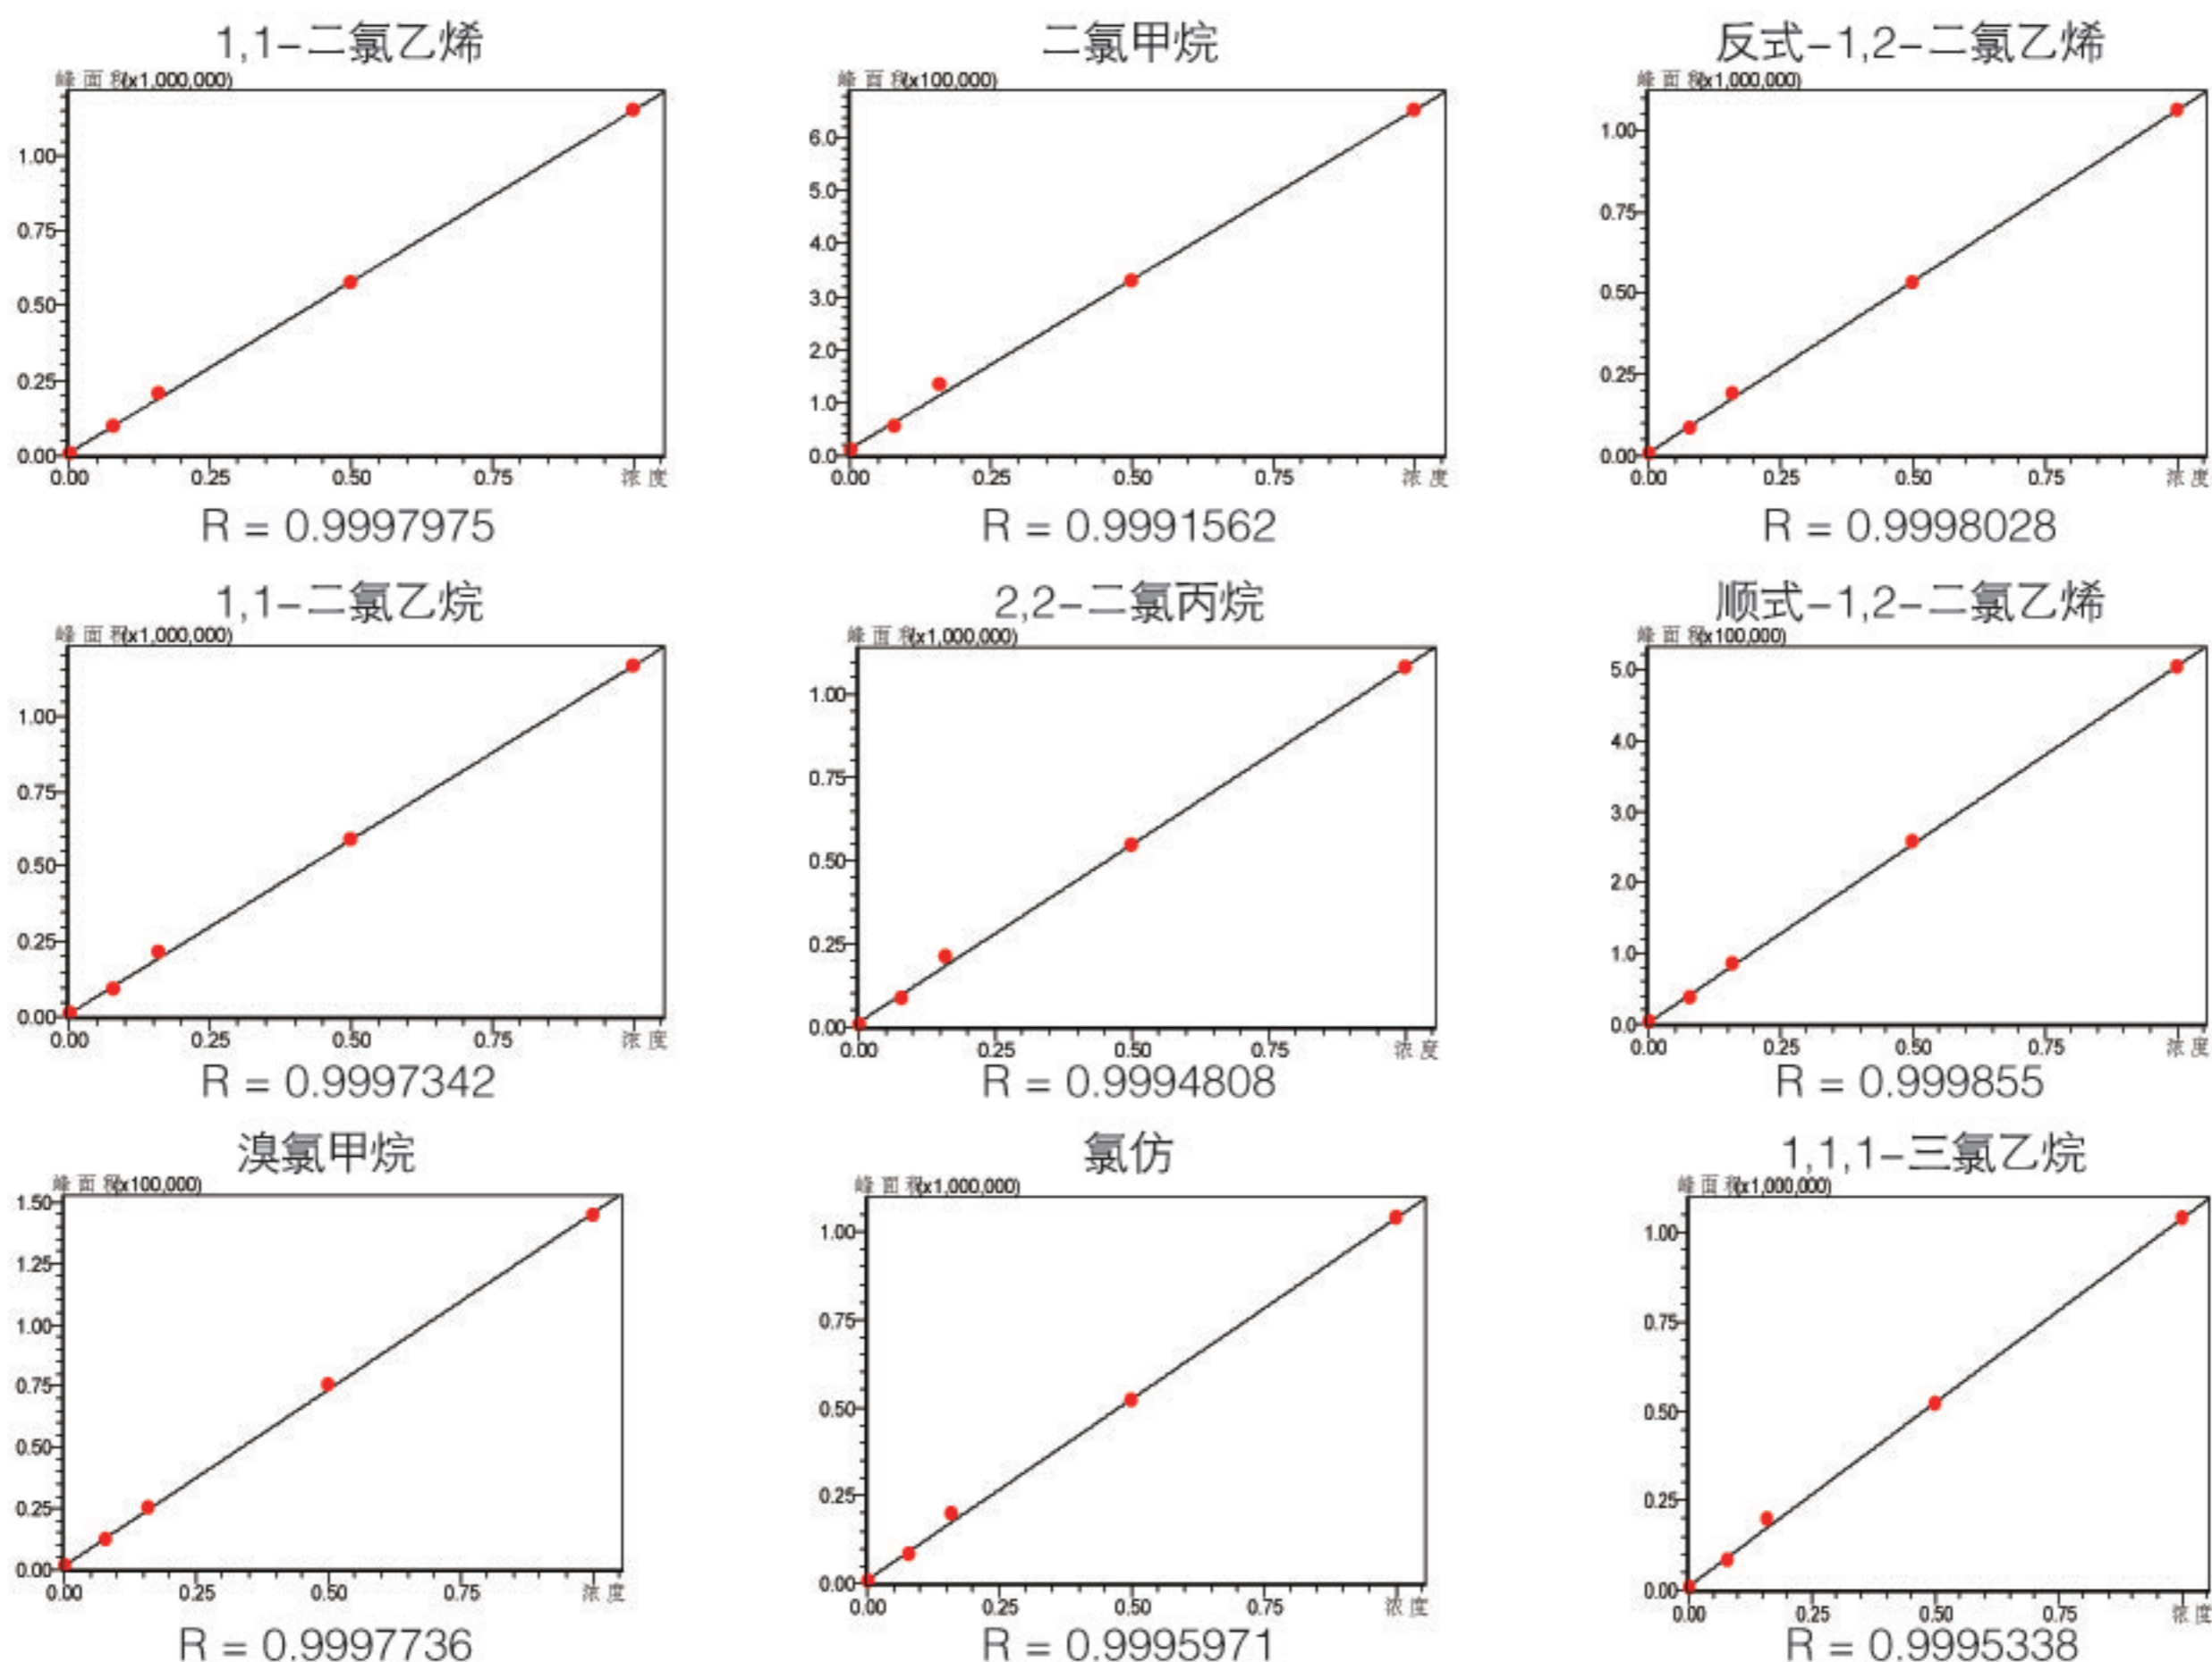 1,1-二氯乙烯
峰面积(x1,000,000)
1.00
0.75
0.50
0.25
0.00
0.00 0.25 0.50 0.75 浓度
R = 0.9997975
二氯甲烷
峰面积(x100,000)
6.0
5.0
4.0
3.0
2.0
1.0
0.0
0.00 0.25 0.50 0.75 浓度
R = 0.9991562
反式-1,2-二氯乙烯
峰面积(x1,000,000)
1.00
0.75
0.50
0.25
0.00
0.00 0.25 0.50 0.75 浓度
R = 0.9998028
1,1-二氯乙烷
峰面积(x1,000,000)
1.00
0.75
0.50
0.25
0.00
0.00 0.25 0.50 0.75 浓度
R = 0.9997342
2,2-二氯丙烷
峰面积(x1,000,000)
1.00
0.75
0.50
0.25
0.00
0.00 0.25 0.50 0.75 浓度
R = 0.9994808
顺式-1,2-二氯乙烯
峰面积(x100,000)
5.0
4.0
3.0
2.0
1.0
0.0
0.00 0.25 0.50 0.75 浓度
R = 0.999855
溴氯甲烷
峰面积(x100,000)
1.50
1.25
1.00
0.75
0.50
0.25
0.00
0.00 0.25 0.50 0.75 浓度
R = 0.9997736
氯仿
峰面积(x1,000,000)
1.00
0.75
0.50
0.25
0.00
0.00 0.25 0.50 0.75 浓度
R = 0.9995971
1,1,1-三氯乙烷
峰面积(x1,000,000)
1.00
0.75
0.50
0.25
0.00
0.00 0.25 0.50 0.75 浓度
R = 0.9995338